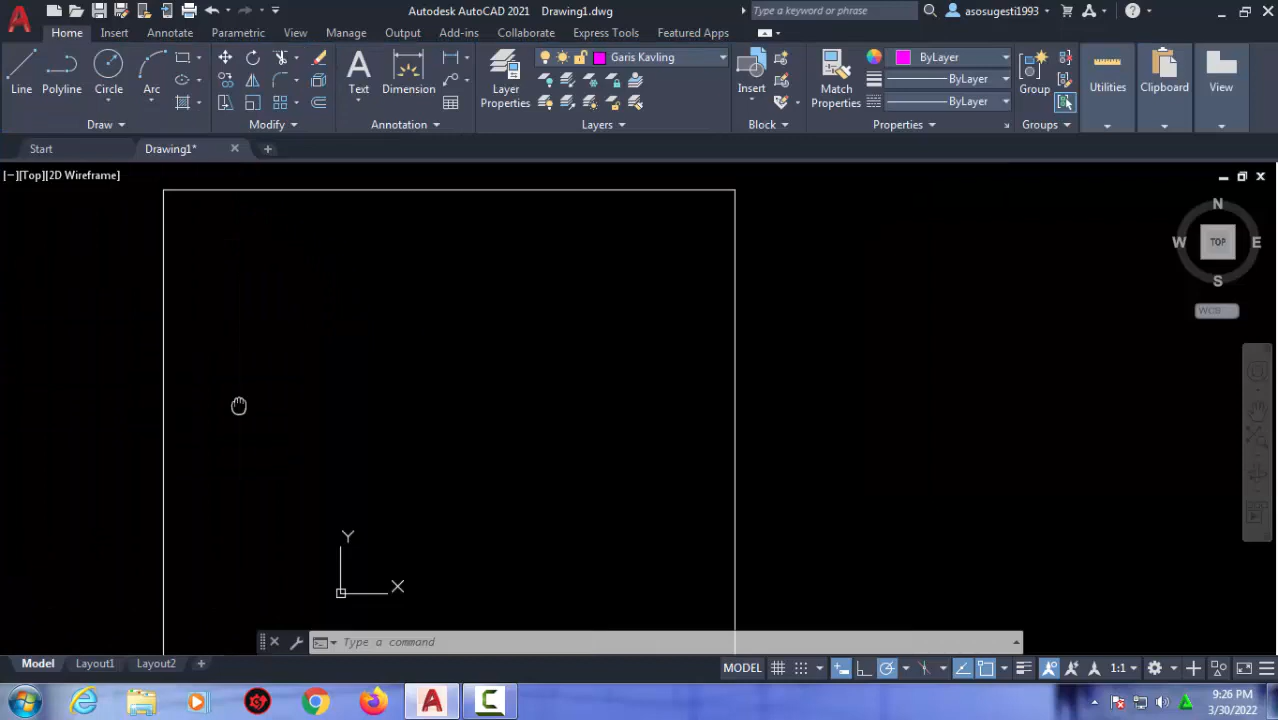 Autodesk AutoCAD 2021 Drawing1.dwg Type a keyword or phrase asosugesti1993
Home Insert Annotate Parametric View Manage Output Add-ins Collaborate Express Tools Featured Apps
Garis Kavling
ByLayer
ByLayer
ByLayer
Line Polyline Circle Arc Text Dimension Layer Properties Insert Match Properties Group Utilities Clipboard View
Draw Modify Annotation Layers Block Properties Groups
Start Drawing1*
[−][Top][2D Wireframe]
N
W TOP E
S
WCS
Y
X
Type a command
Model Layout1 Layout2 MODEL 1:1
9:26 PM
3/30/2022